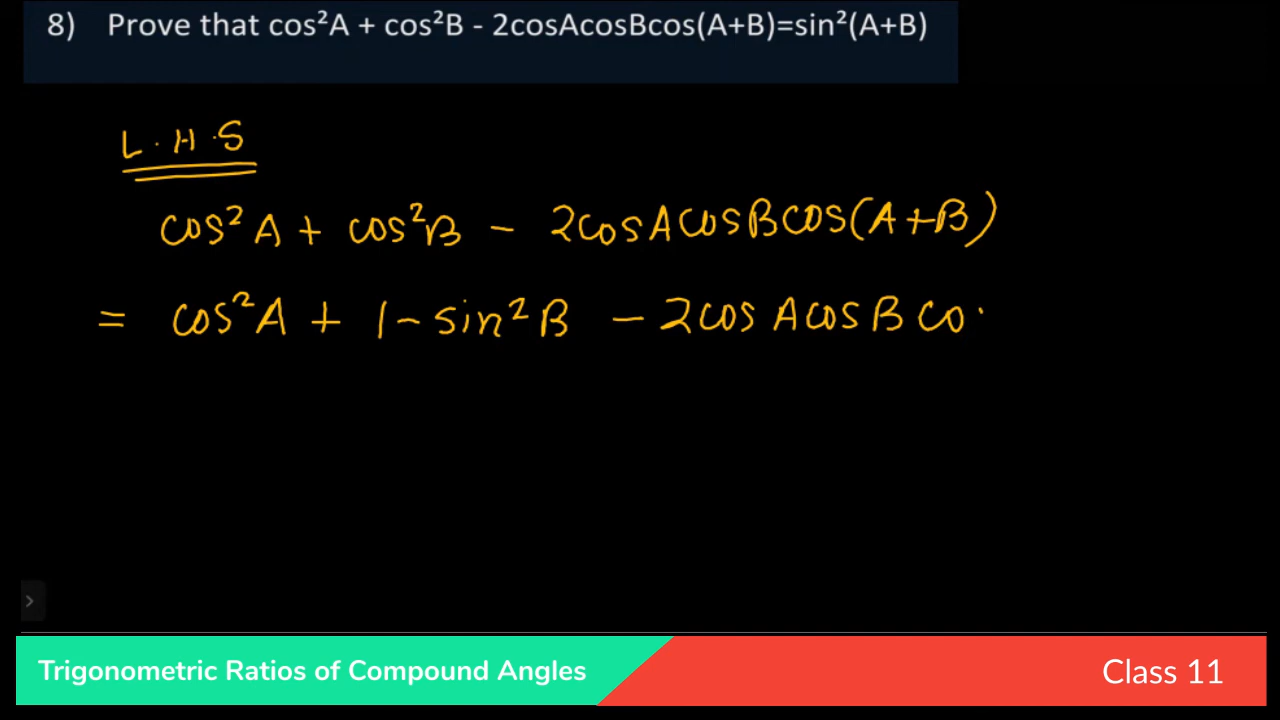 8) Prove that cos²A + cos²B - 2cosAcosBcos(A+B)=sin²(A+B)
L.H.S
cos²A + cos²B - 2cosAcosBcos(A+B)
= cos²A + 1-sin²B - 2cosAcosBco
Trigonometric Ratios of Compound Angles
Class 11